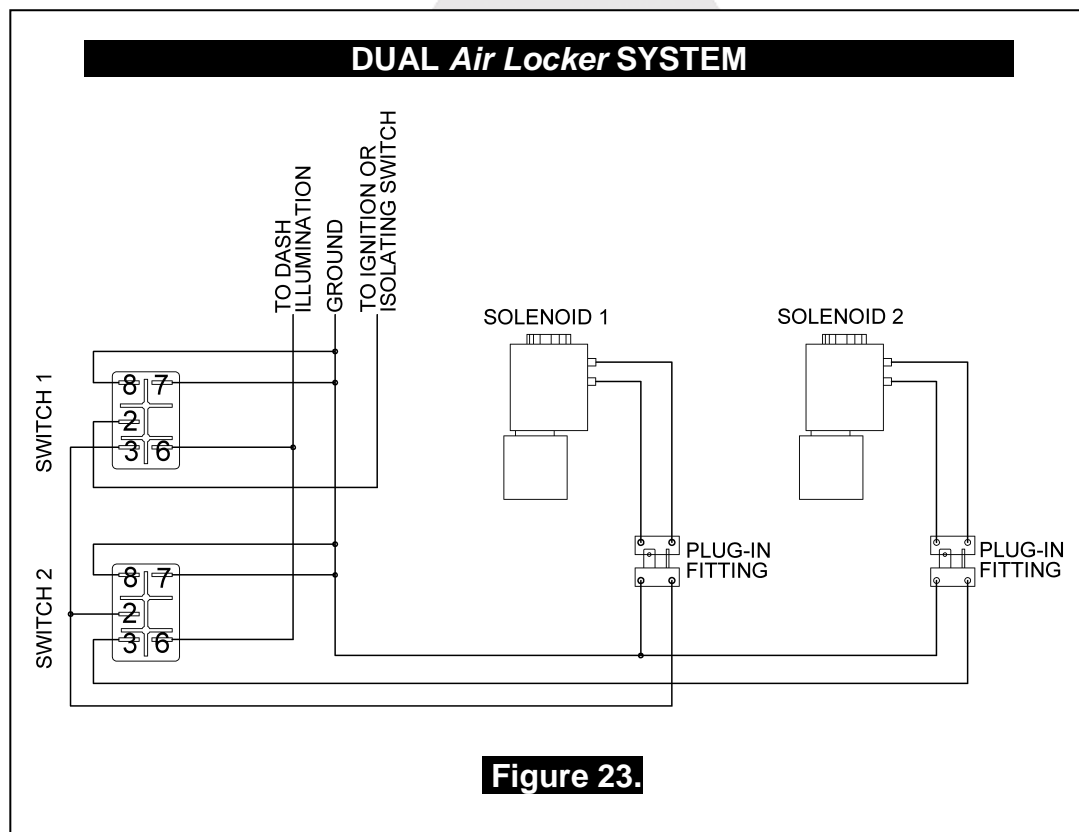 DUAL Air Locker SYSTEM
TO DASH
ILLUMINATION
GROUND
TO IGNITION OR
ISOLATING SWITCH
SOLENOID 1
SOLENOID 2
SWITCH 1
8 7
2
3 6
SWITCH 2
8 7
2
3 6
PLUG-IN
FITTING
PLUG-IN
FITTING
Figure 23.